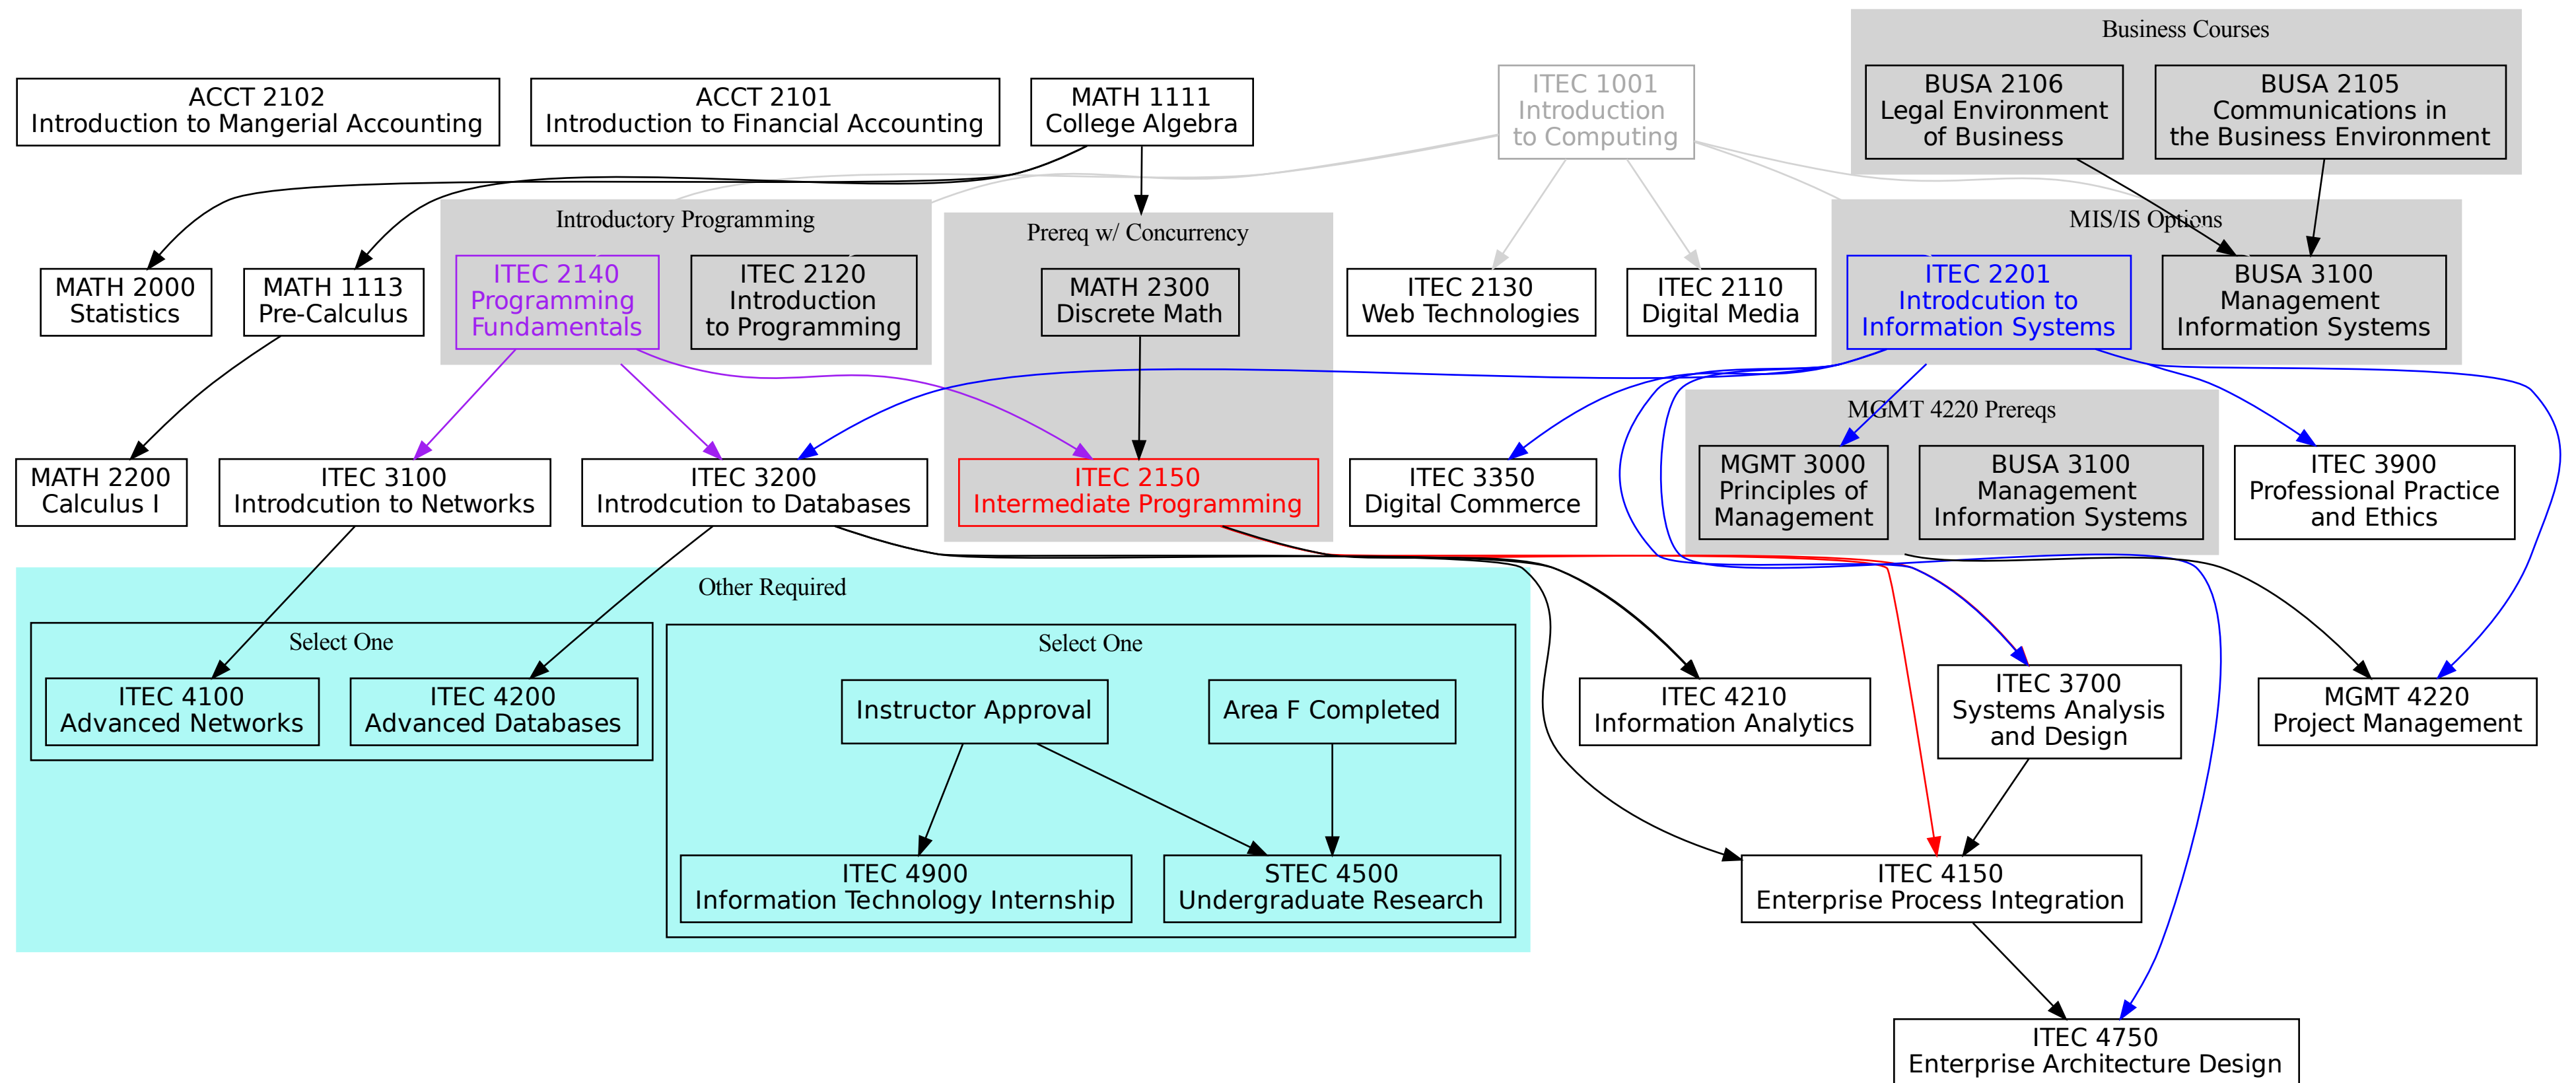 Business Courses
ACCT 2102
Introduction to Mangerial Accounting
ACCT 2101
Introduction to Financial Accounting
MATH 1111
College Algebra
ITEC 1001
Introduction
to Computing
BUSA 2106
Legal Environment
of Business
BUSA 2105
Communications in
the Business Environment
Introductory Programming
Prereq w/ Concurrency
MIS/IS Options
MATH 2000
Statistics
MATH 1113
Pre-Calculus
ITEC 2140
Programming
Fundamentals
ITEC 2120
Introduction
to Programming
MATH 2300
Discrete Math
ITEC 2130
Web Technologies
ITEC 2110
Digital Media
ITEC 2201
Introdcution to
Information Systems
BUSA 3100
Management
Information Systems
MGMT 4220 Prereqs
MATH 2200
Calculus I
ITEC 3100
Introdcution to Networks
ITEC 3200
Introdcution to Databases
ITEC 2150
Intermediate Programming
ITEC 3350
Digital Commerce
MGMT 3000
Principles of
Management
BUSA 3100
Management
Information Systems
ITEC 3900
Professional Practice
and Ethics
Other Required
Select One
Select One
ITEC 4100
Advanced Networks
ITEC 4200
Advanced Databases
Instructor Approval
Area F Completed
ITEC 4210
Information Analytics
ITEC 3700
Systems Analysis
and Design
MGMT 4220
Project Management
ITEC 4900
Information Technology Internship
STEC 4500
Undergraduate Research
ITEC 4150
Enterprise Process Integration
ITEC 4750
Enterprise Architecture Design